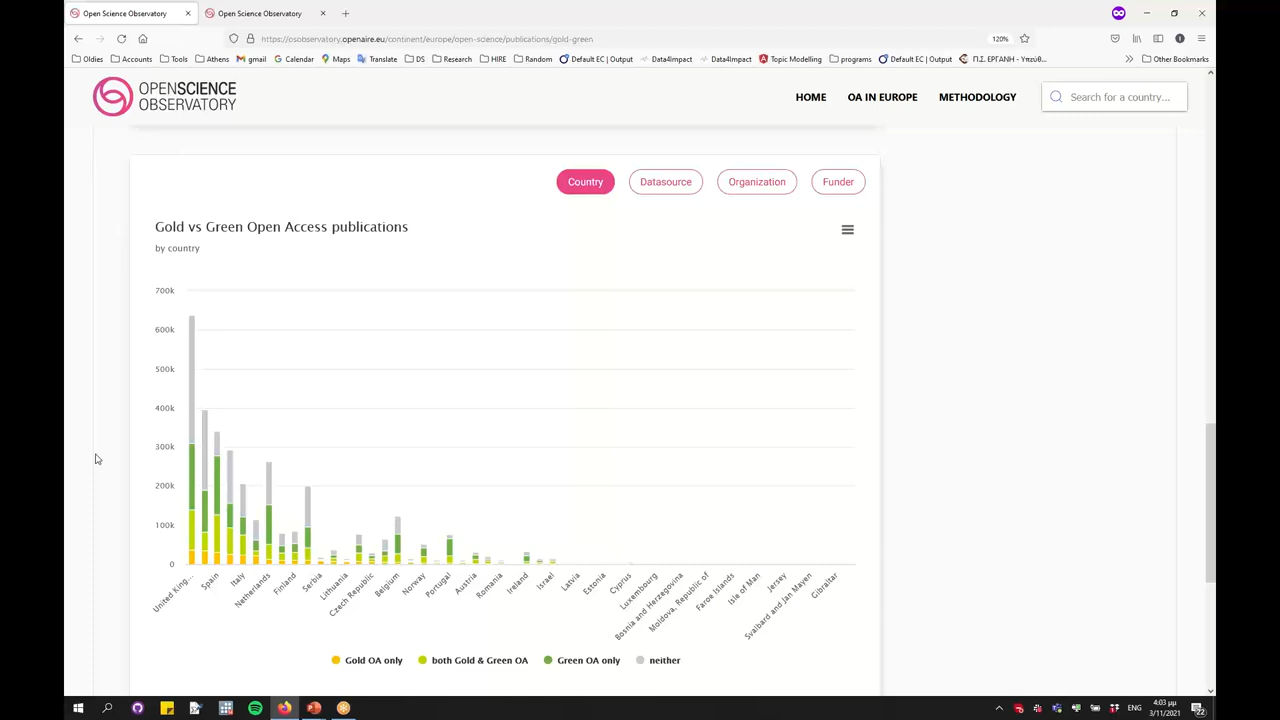 Open Science Observatory
Open Science Observatory
https://osobservatory.openaire.eu/continent/europe/open-science/publications/gold-green
120%
Oldies
Accounts
Tools
Athens
gmail
Calendar
Maps
Translate
DS
Research
HIRE
Random
Default EC | Output
Data4Impact
Data4Impact
Topic Modelling
programs
Default EC | Output
Π.Σ. ΕΡΓΑΝΗ - Υπεύθ...
Other Bookmarks
OPENSCIENCE
OBSERVATORY
HOME
OA IN EUROPE
METHODOLOGY
Search for a country...
Country
Datasource
Organization
Funder
Gold vs Green Open Access publications
by country
700k
600k
500k
400k
300k
200k
100k
0
United King...
Spain
Italy
Netherlands
Finland
Serbia
Lithuania
Czech Republic
Belgium
Norway
Portugal
Austria
Romania
Ireland
Israel
Latvia
Estonia
Cyprus
Luxembourg
Bosnia and Herzegovina
Moldova, Republic of
Faroe Islands
Isle of Man
Jersey
Svalbard and Jan Mayen
Gibraltar
Gold OA only
both Gold & Green OA
Green OA only
neither
ENG
4:03 μμ
3/11/2021
22